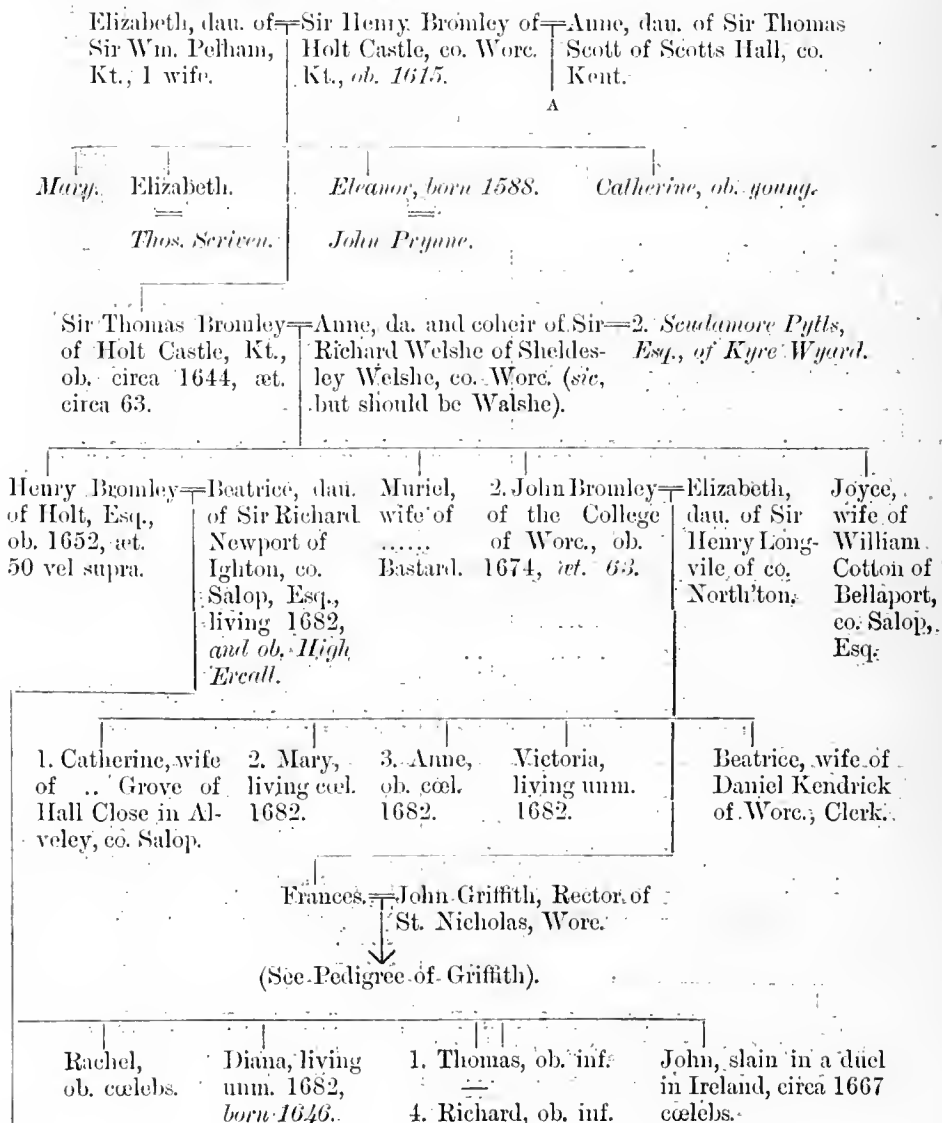 Elizabeth, dau. of
Sir Wm. Pelham,
Kt., 1 wife.
Sir Henry Bromley of
Holt Castle, co. Worc.
Kt., ob. 1615.
Anne, dau. of Sir Thomas
Scott of Scotts Hall, co.
Kent.
A
Mary.
Elizabeth.
Thos. Scriven.
Eleanor, born 1588.
John Prynne.
Catherine, ob. young.
Sir Thomas Bromley
of Holt Castle, Kt.,
ob. circa 1644, æt.
circa 63.
Anne, da. and coheir of Sir
Richard Welshe of Sheldes-
ley Welshe, co. Worc. (sic,
but should be Walshe).
2. Scudamore Pytts,
Esq., of Kyre Wyard.
Henry Bromley
of Holt, Esq.,
ob. 1652, æt.
50 vel supra.
Beatrice, dau.
of Sir Richard
Newport of
Ighton, co.
Salop, Esq.,
living 1682,
and ob. High
Ercall.
Muriel,
wife of
......
Bastard.
2. John Bromley
of the College
of Worc., ob.
1674, æt. 63.
Elizabeth,
dau. of Sir
Henry Long-
vile of co.
North'ton.
Joyce,
wife of
William
Cotton of
Bellaport,
co. Salop,
Esq.
1. Catherine, wife
of .. Grove of
Hall Close in Al-
veley, co. Salop.
2. Mary,
living cœl.
1682.
3. Anne,
ob. cœl.
1682.
Victoria,
living unm.
1682.
Beatrice, wife of
Daniel Kendrick
of Worc., Clerk.
Frances.
John Griffith, Rector of
St. Nicholas, Worc.
(See Pedigree of Griffith).
Rachel,
ob. cœlebs.
Diana, living
unm. 1682,
born 1646.
1. Thomas, ob. inf.
4. Richard, ob. inf.
John, slain in a duel
in Ireland, circa 1667
cœlebs.